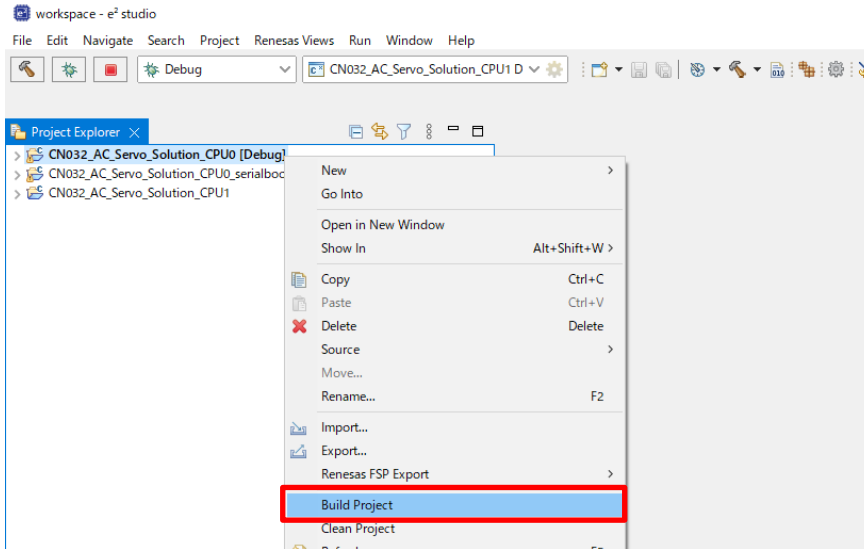 workspace - e² studio
File Edit Navigate Search Project Renesas Views Run Window Help
Debug CN032_AC_Servo_Solution_CPU1 D
Project Explorer
CN032_AC_Servo_Solution_CPU0 [Debug]
CN032_AC_Servo_Solution_CPU0_serialboo
CN032_AC_Servo_Solution_CPU1
New
Go Into
Open in New Window
Show In Alt+Shift+W
Copy Ctrl+C
Paste Ctrl+V
Delete Delete
Source
Move...
Rename... F2
Import...
Export...
Renesas FSP Export
Build Project
Clean Project